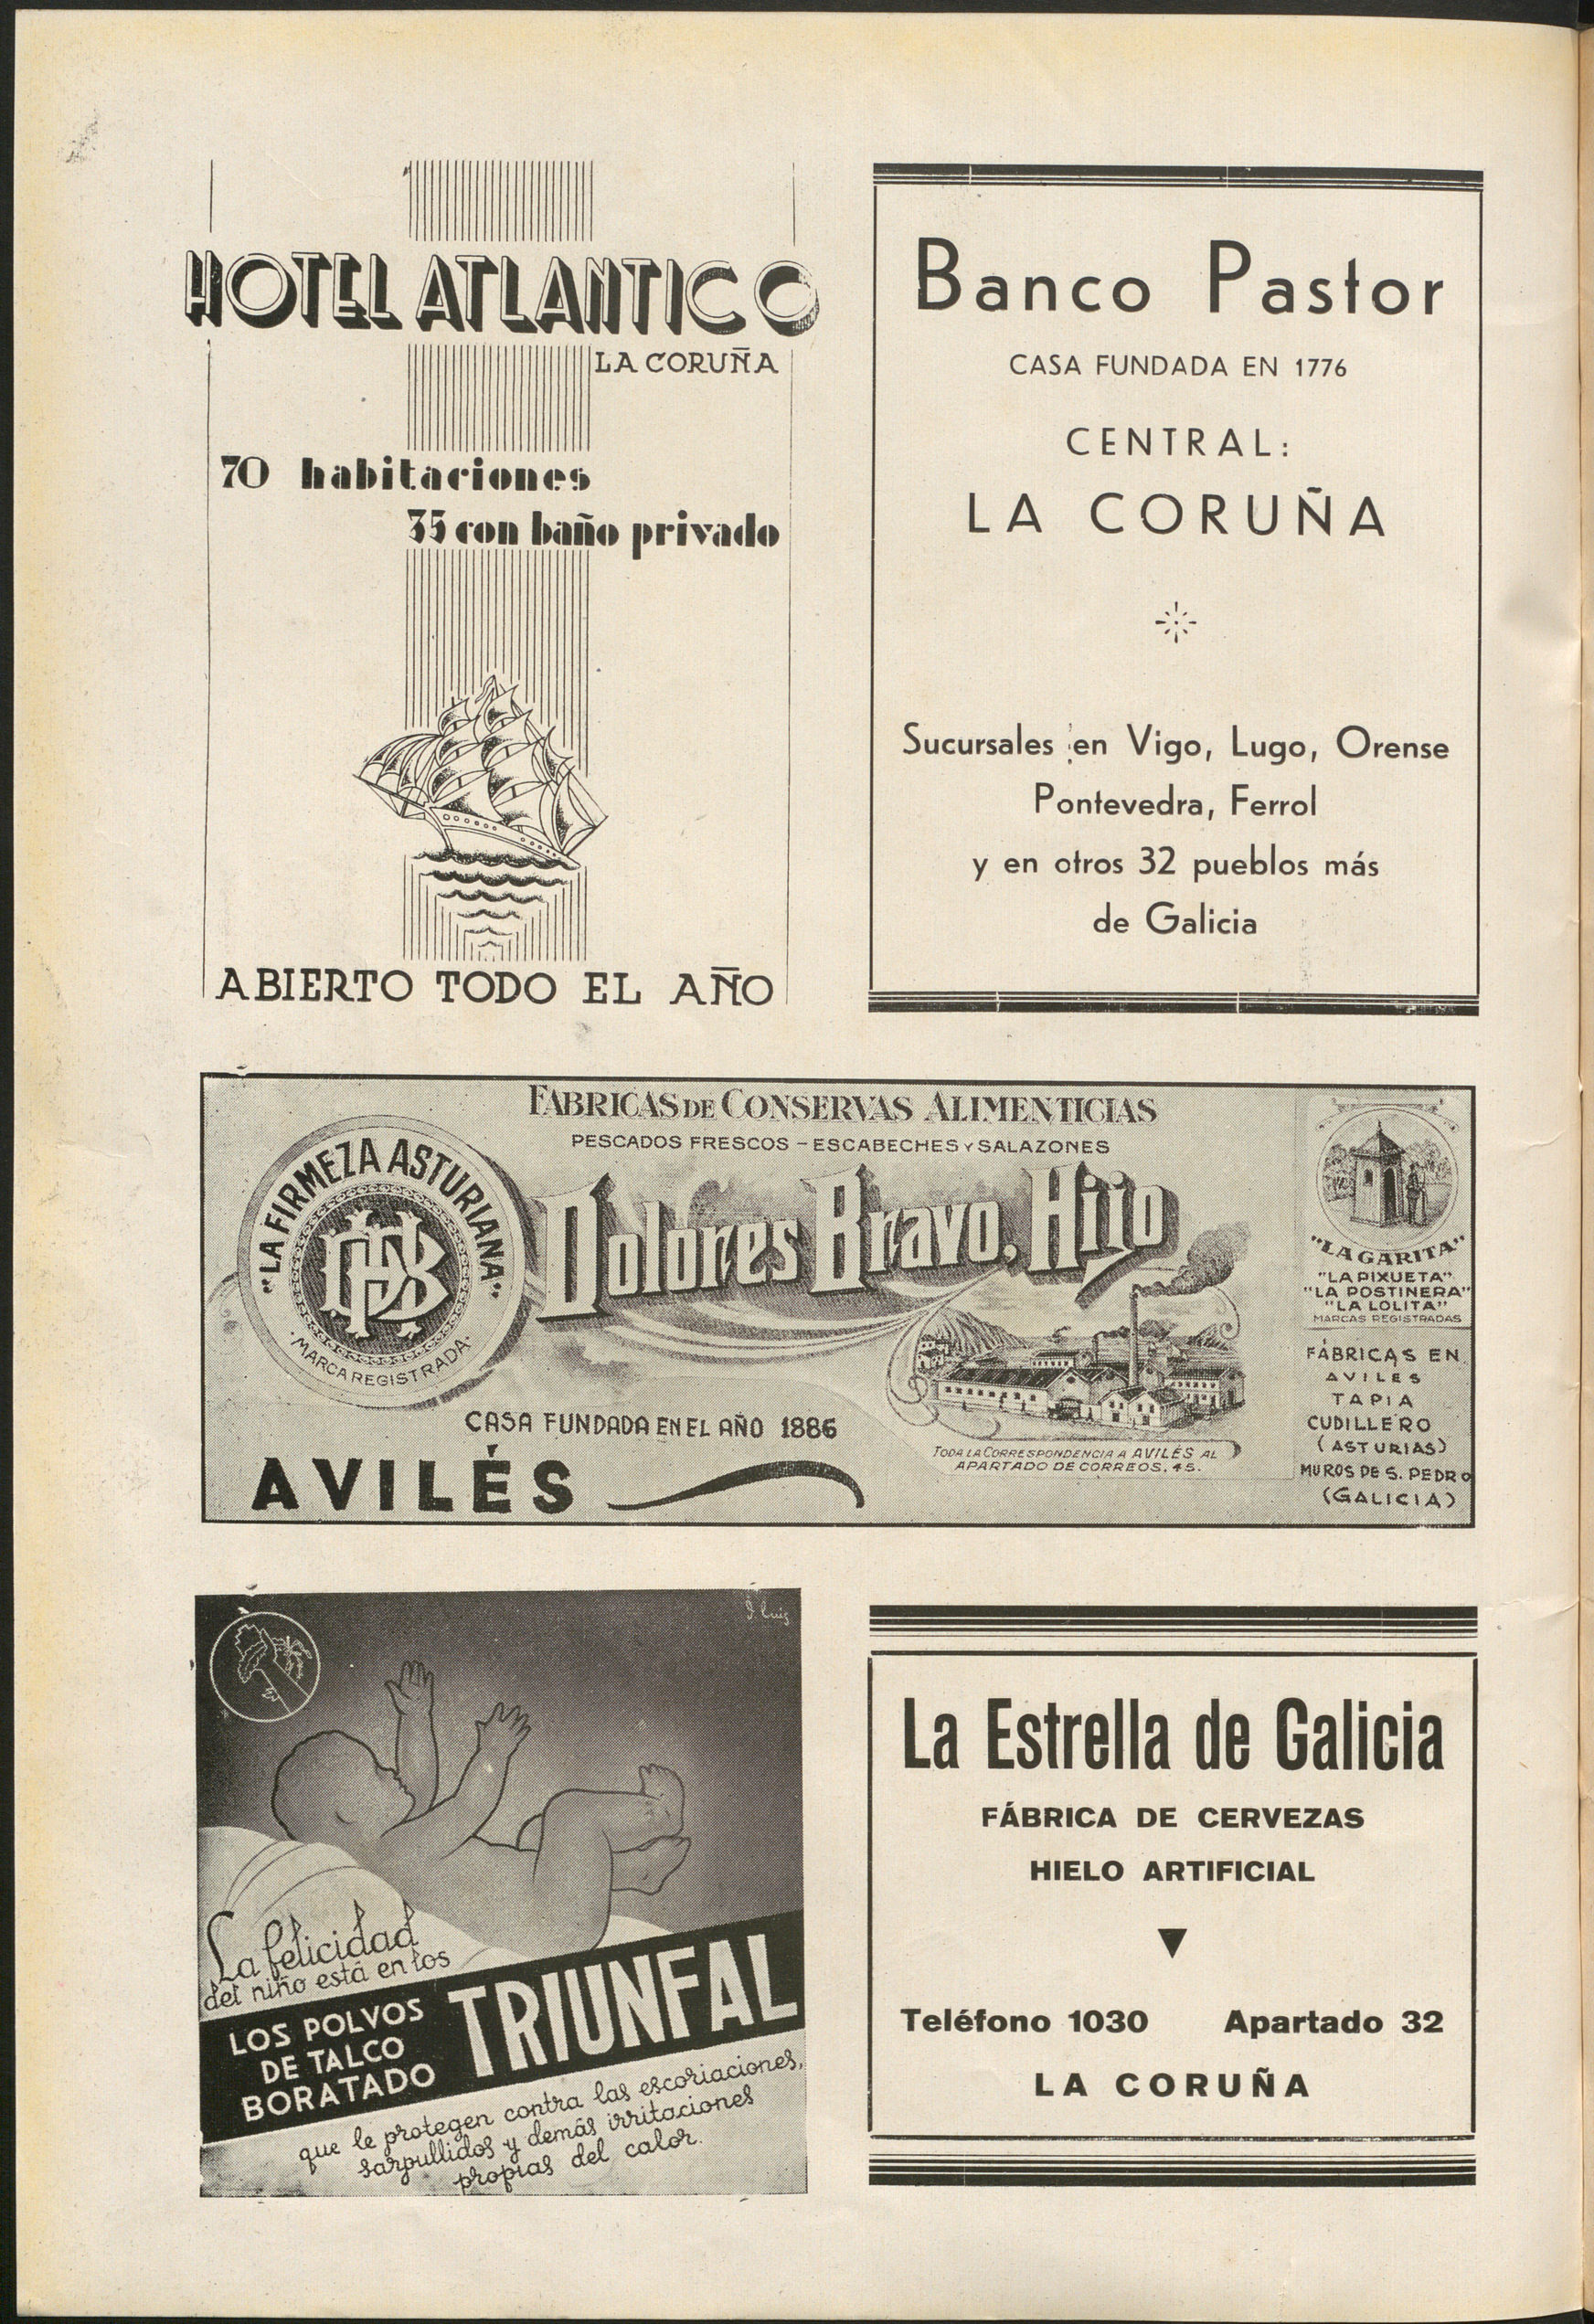 HOTEL ATLANTICO
LA CORUÑA
70 habitaciones
35 con baño privado
ABIERTO TODO EL AÑO
Banco Pastor
CASA FUNDADA EN 1776
CENTRAL:
LA CORUÑA
Sucursales en Vigo, Lugo, Orense
Pontevedra, Ferrol
y en otros 32 pueblos más
de Galicia
FABRICAS DE CONSERVAS ALIMENTICIAS
PESCADOS FRESCOS - ESCABECHES Y SALAZONES
Dolores Bravo, Hijo
"LA FIRMEZA ASTURIANA"
MARCA REGISTRADA
CASA FUNDADA EN EL AÑO 1886
AVILÉS
TODA LA CORRESPONDENCIA A AVILÉS AL
APARTADO DE CORREOS, 45.
"LA GARITA"
"LA PIXUETA"
"LA POSTINERA"
"LA LOLITA"
MARCAS REGISTRADAS
FÁBRICAS EN
AVILES
TAPIA
CUDILLERO
(ASTURIAS)
MUROS DE S. PEDRO
(GALICIA)
La felicidad
del niño está en los
LOS POLVOS
DE TALCO
BORATADO
TRIUNFAL
que le protegen contra las escoriaciones,
sarpullidos y demás irritaciones
propias del calor.
La Estrella de Galicia
FÁBRICA DE CERVEZAS
HIELO ARTIFICIAL
Teléfono 1030 Apartado 32
LA CORUÑA